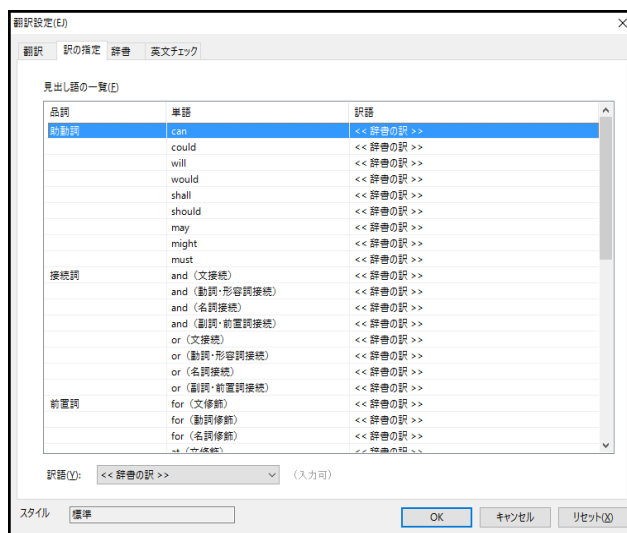 翻訳設定(EJ)
翻訳 訳の指定 辞書 英文チェック
見出し語の一覧(F)
品詞 単語 訳語
助動詞 can << 辞書の訳 >>
could << 辞書の訳 >>
will << 辞書の訳 >>
would << 辞書の訳 >>
shall << 辞書の訳 >>
should << 辞書の訳 >>
may << 辞書の訳 >>
might << 辞書の訳 >>
must << 辞書の訳 >>
接続詞 and（文接続） << 辞書の訳 >>
and（動詞・形容詞接続） << 辞書の訳 >>
and（名詞接続） << 辞書の訳 >>
and（副詞・前置詞接続） << 辞書の訳 >>
or（文接続） << 辞書の訳 >>
or（動詞・形容詞接続） << 辞書の訳 >>
or（名詞接続） << 辞書の訳 >>
or（副詞・前置詞接続） << 辞書の訳 >>
前置詞 for（文修飾） << 辞書の訳 >>
for（動詞修飾） << 辞書の訳 >>
for（名詞修飾） << 辞書の訳 >>
at（文修飾） << 辞書の訳 >>
訳語(Y): << 辞書の訳 >> （入力可）
スタイル 標準 OK キャンセル リセット(X)